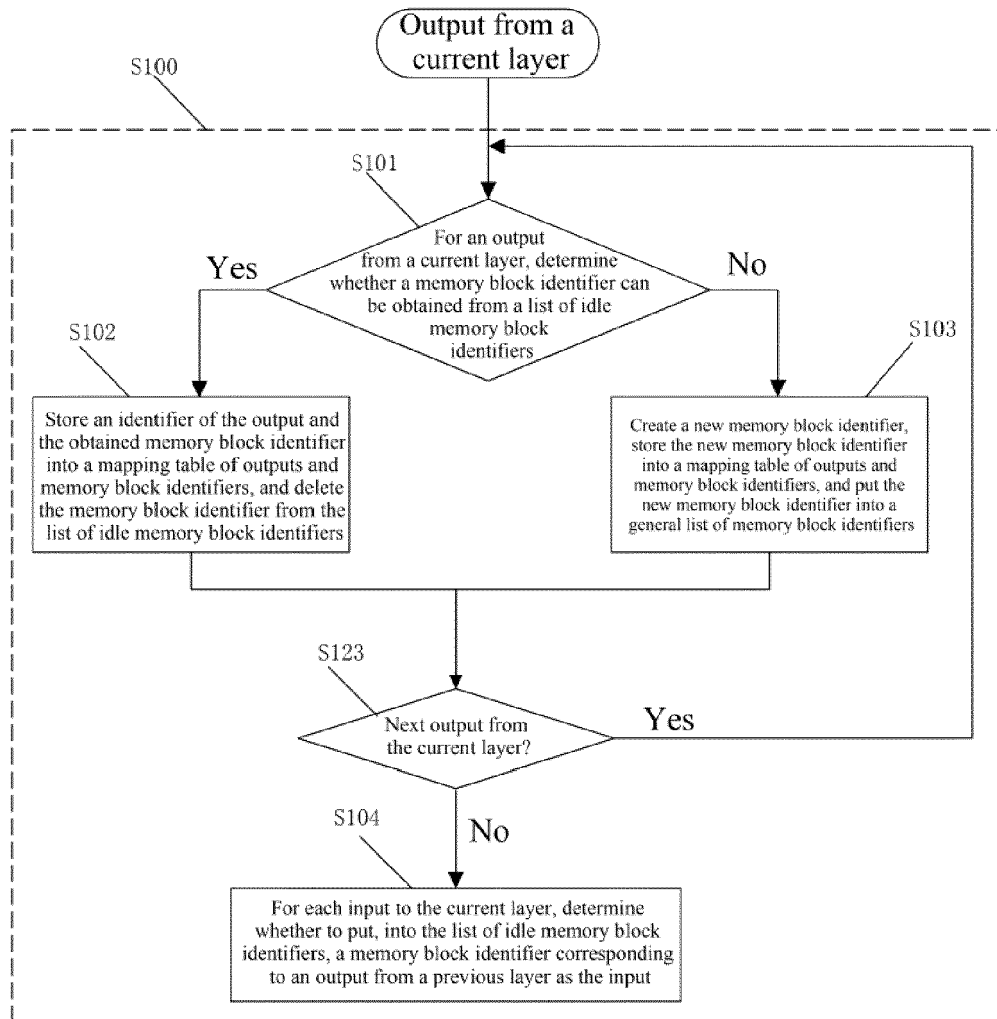 Output from a
current layer
S100
S101
For an output
from a current layer, determine
whether a memory block identifier can
be obtained from a list of idle
memory block
identifiers
Yes
No
S102
S103
Store an identifier of the output and
the obtained memory block identifier
into a mapping table of outputs and
memory block identifiers, and delete
the memory block identifier from the
list of idle memory block identifiers
Create a new memory block identifier,
store the new memory block identifier
into a mapping table of outputs and
memory block identifiers, and put the
new memory block identifier into a
general list of memory block identifiers
S123
Next output from
the current layer?
Yes
No
S104
For each input to the current layer, determine
whether to put, into the list of idle memory block
identifiers, a memory block identifier corresponding
to an output from a previous layer as the input